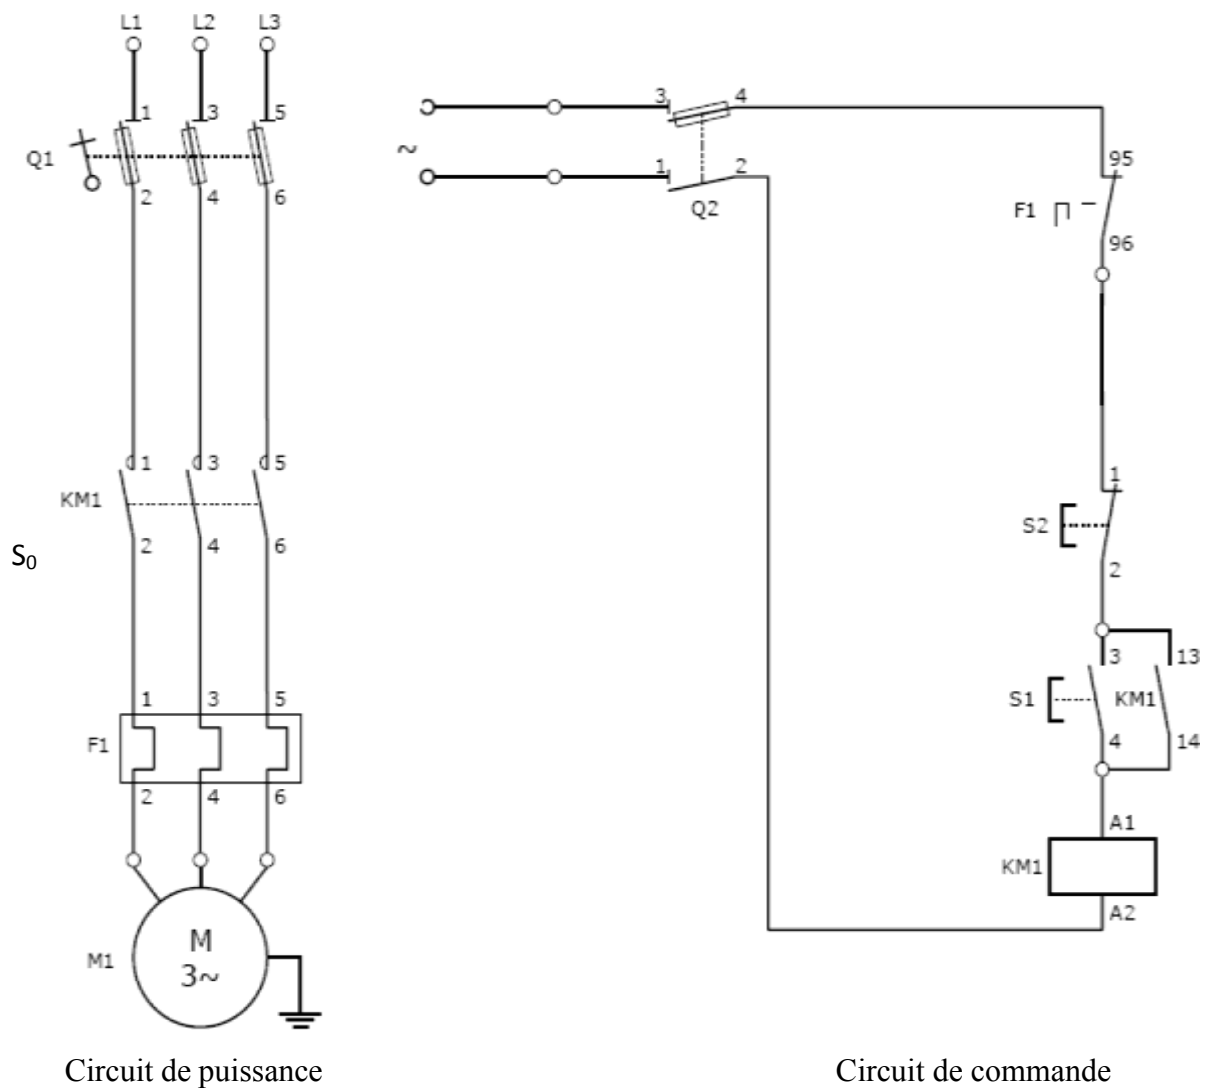 L1 L2 L3
1 3 5
Q1
2 4 6
1 3 5
KM1
2 4 6
S₀
1 3 5
F1
2 4 6
M
3~
M1
Circuit de puissance
3 4
~
1 2
Q2
95
F1
96
1
S2
2
3 13
S1 KM1
4 14
A1
KM1
A2
Circuit de commande